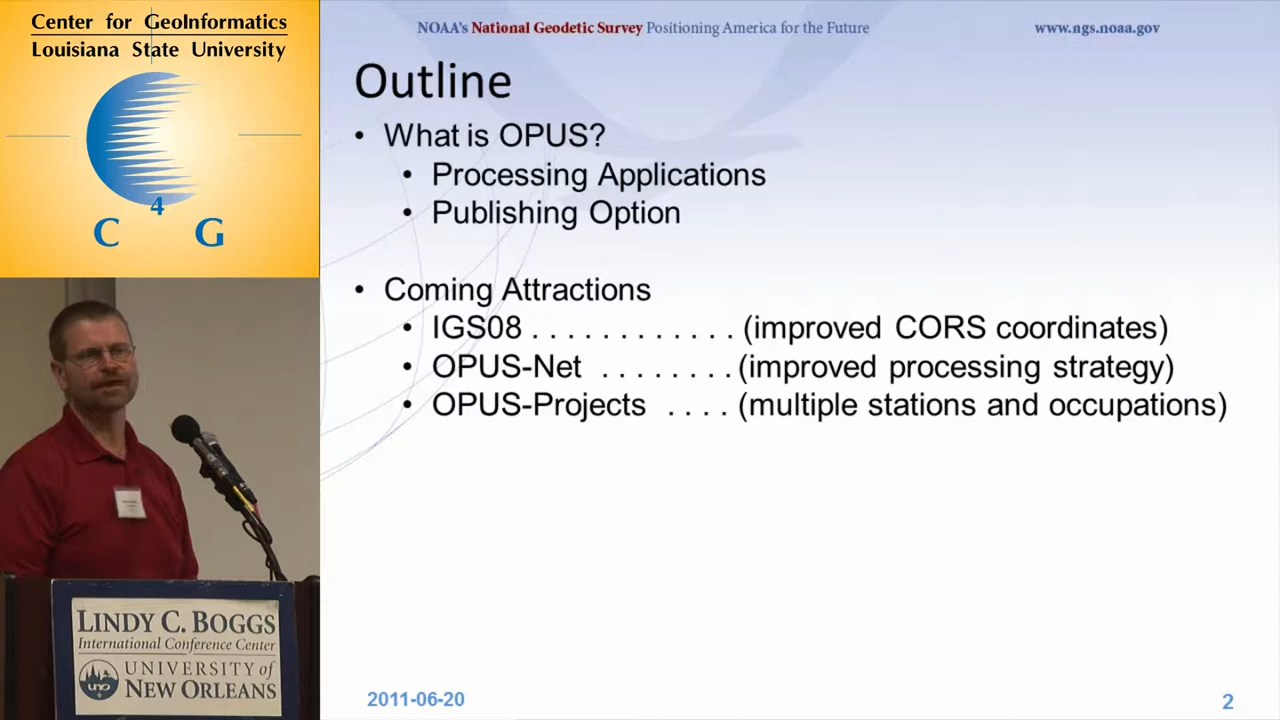 Center for GeoInformatics
Louisiana State University
C 4 G
NOAA's National Geodetic Survey Positioning America for the Future
www.ngs.noaa.gov
Outline
• What is OPUS?
• Processing Applications
• Publishing Option
• Coming Attractions
• IGS08 . . . . . . . . . . . . (improved CORS coordinates)
• OPUS-Net . . . . . . . . (improved processing strategy)
• OPUS-Projects . . . . (multiple stations and occupations)
2011-06-20
2
LINDY C. BOGGS
International Conference Center
UNIVERSITY of
NEW ORLEANS
uno